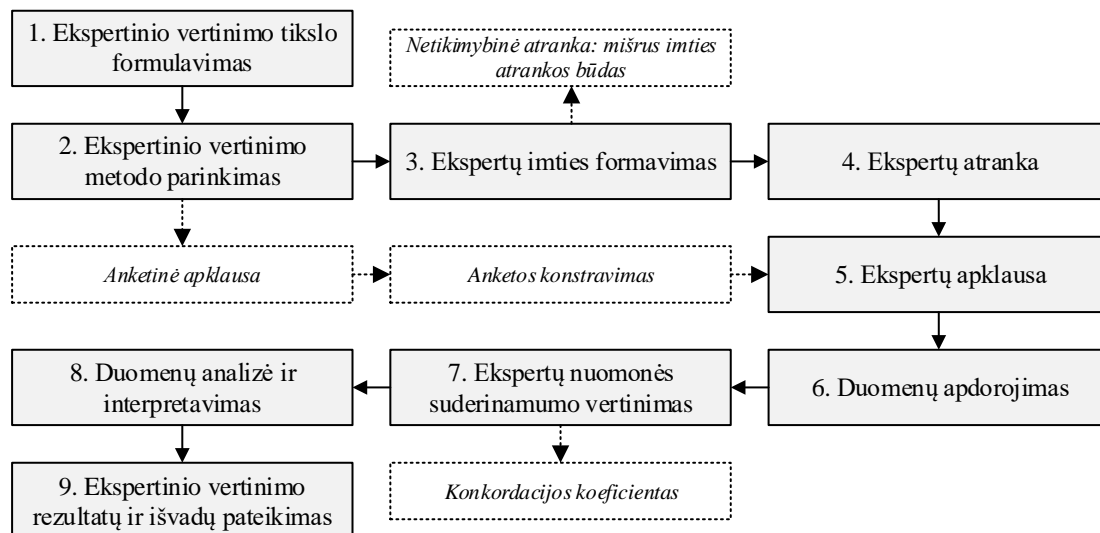 1. Ekspertinio vertinimo tikslo
formulavimas
Netikimybinė atranka: mišrus imties
atrankos būdas
2. Ekspertinio vertinimo
metodo parinkimas
3. Ekspertų imties formavimas
4. Ekspertų atranka
Anketinė apklausa
Anketos konstravimas
5. Ekspertų apklausa
8. Duomenų analizė ir
interpretavimas
7. Ekspertų nuomonės
suderinamumo vertinimas
6. Duomenų apdorojimas
9. Ekspertinio vertinimo
rezultatų ir išvadų pateikimas
Konkordacijos koeficientas